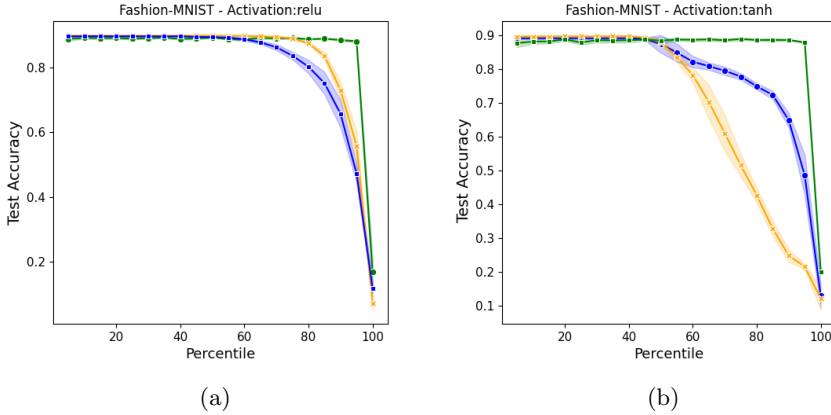 Fashion-MNIST - Activation:relu
Test Accuracy
0.8
0.6
0.4
0.2
20 40 60 80 100
Percentile
(a)
Fashion-MNIST - Activation:tanh
Test Accuracy
0.9
0.8
0.7
0.6
0.5
0.4
0.3
0.2
0.1
20 40 60 80 100
Percentile
(b)